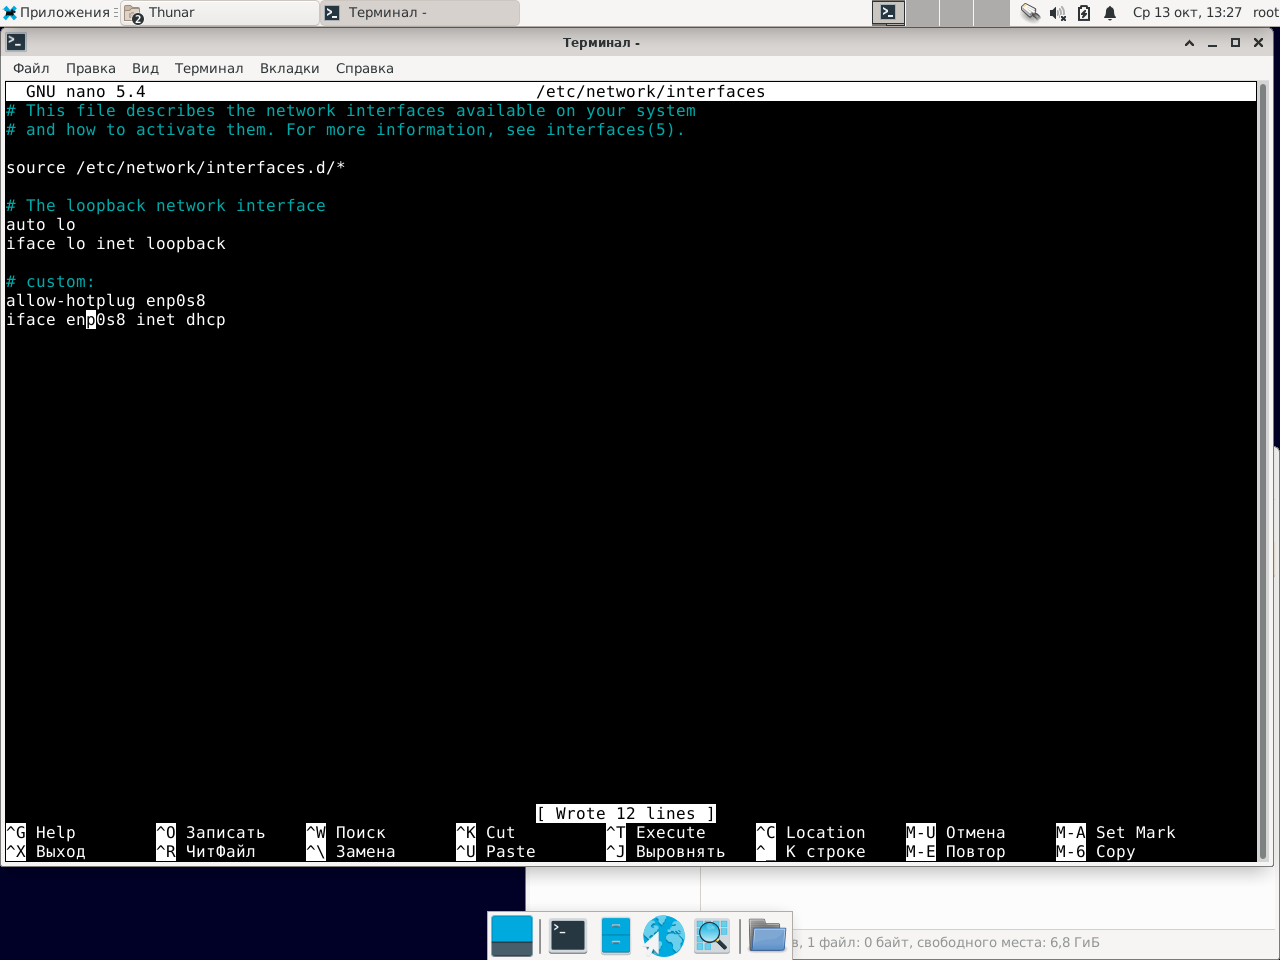 Приложения
2
Thunar
Терминал -
Ср 13 окт, 13:27
root
Терминал -
Файл Правка Вид Терминал Вкладки Справка
GNU nano 5.4 /etc/network/interfaces
# This file describes the network interfaces available on your system
# and how to activate them. For more information, see interfaces(5).
source /etc/network/interfaces.d/*
# The loopback network interface
auto lo
iface lo inet loopback
# custom:
allow-hotplug enp0s8
iface enp0s8 inet dhcp
[ Wrote 12 lines ]
^G Help ^O Записать ^W Поиск ^K Cut ^T Execute ^C Location M-U Отмена M-A Set Mark
^X Выход ^R ЧитФайл ^\ Замена ^U Paste ^J Выровнять ^_ К строке M-E Повтор M-6 Copy
, 1 файл: 0 байт, свободного места: 6,8 ГиБ